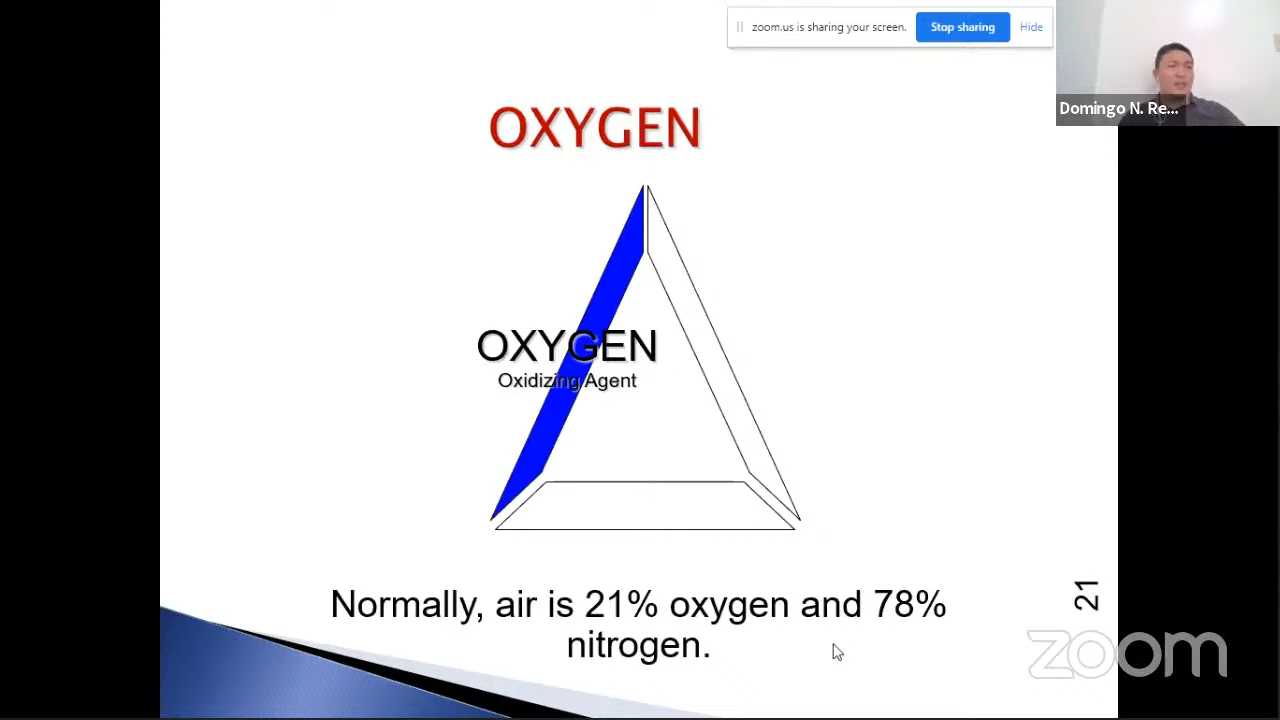 zoom.us is sharing your screen. Stop sharing Hide
Domingo N. Re...
OXYGEN
OXYGEN
Oxidizing Agent
Normally, air is 21% oxygen and 78%
nitrogen.
21
zoom